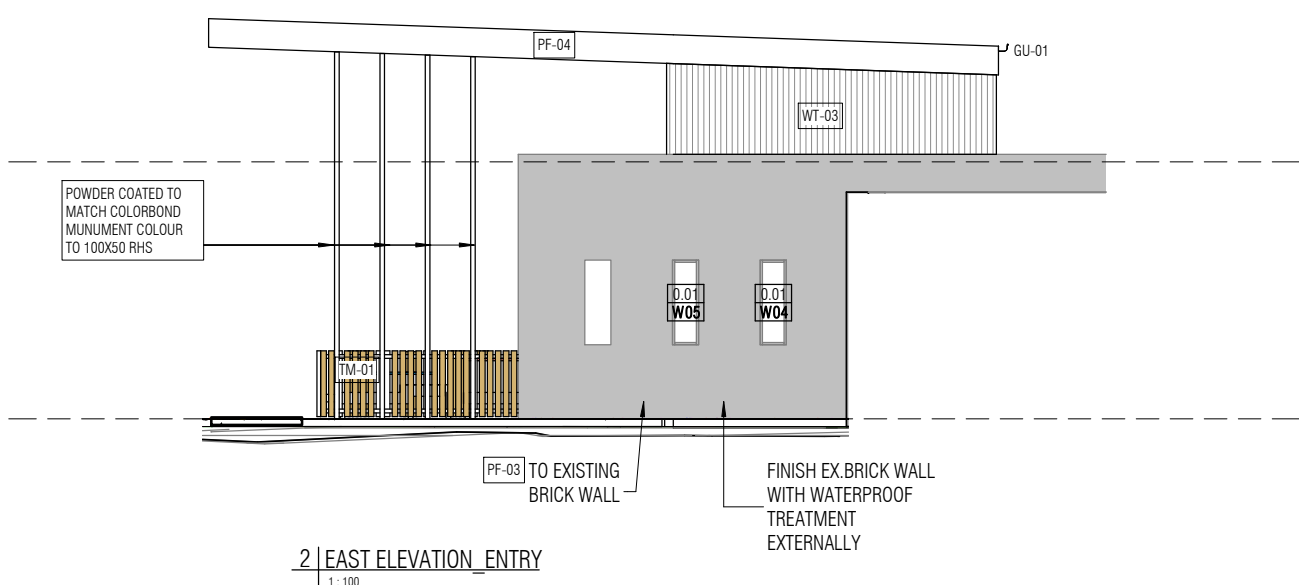 PF-04
GU-01
WT-03
POWDER COATED TO
MATCH COLORBOND
MUNUMENT COLOUR
TO 100X50 RHS
0.01
W05
0.01
W04
TM-01
PF-03 TO EXISTING
BRICK WALL
FINISH EX.BRICK WALL
WITH WATERPROOF
TREATMENT
EXTERNALLY
2 EAST ELEVATION_ENTRY
1 : 100